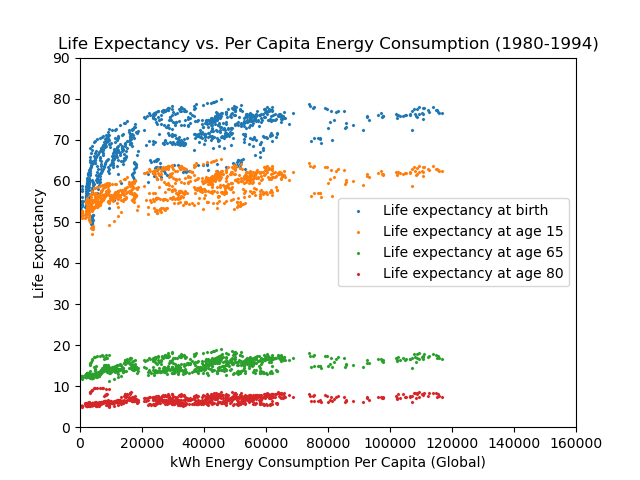 Life Expectancy vs. Per Capita Energy Consumption (1980-1994)
90
80
70
60
50
40
30
20
10
0
Life Expectancy
Life expectancy at birth
Life expectancy at age 15
Life expectancy at age 65
Life expectancy at age 80
0 20000 40000 60000 80000 100000 120000 140000 160000
kWh Energy Consumption Per Capita (Global)